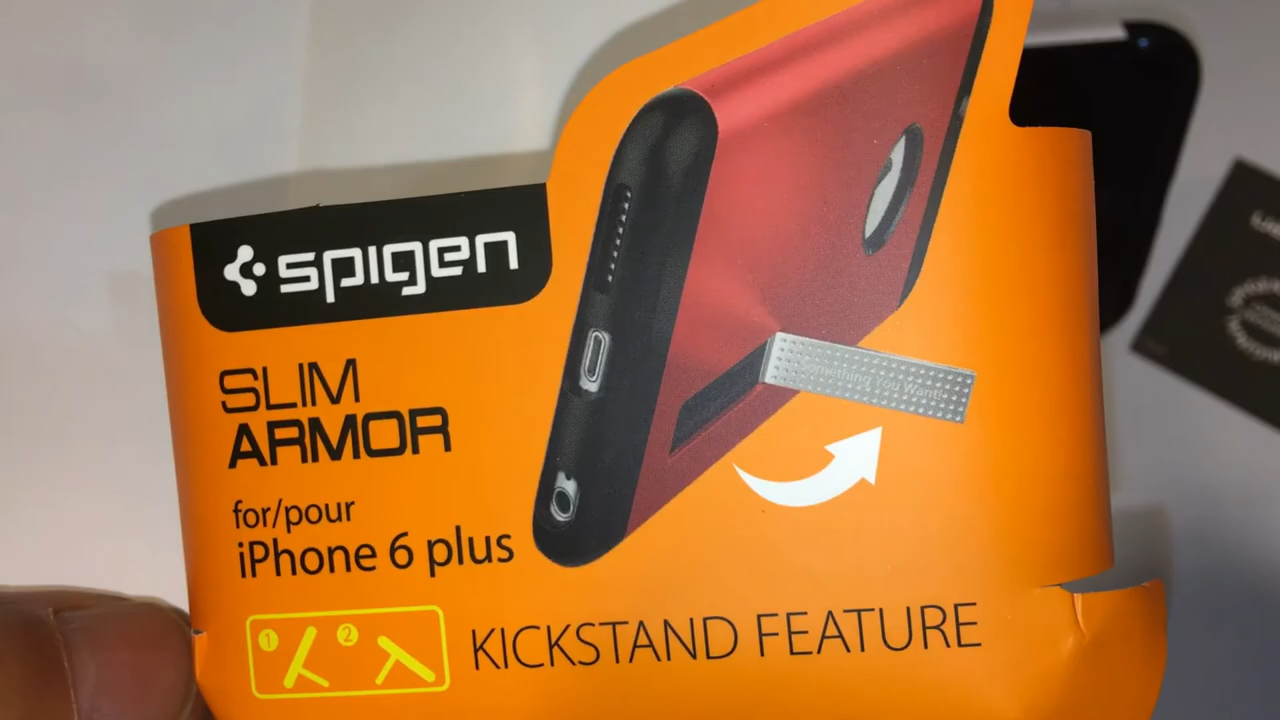 spigen
SLIM
ARMOR
for/pour
iPhone 6 plus
1 2
KICKSTAND FEATURE
Something You Want!